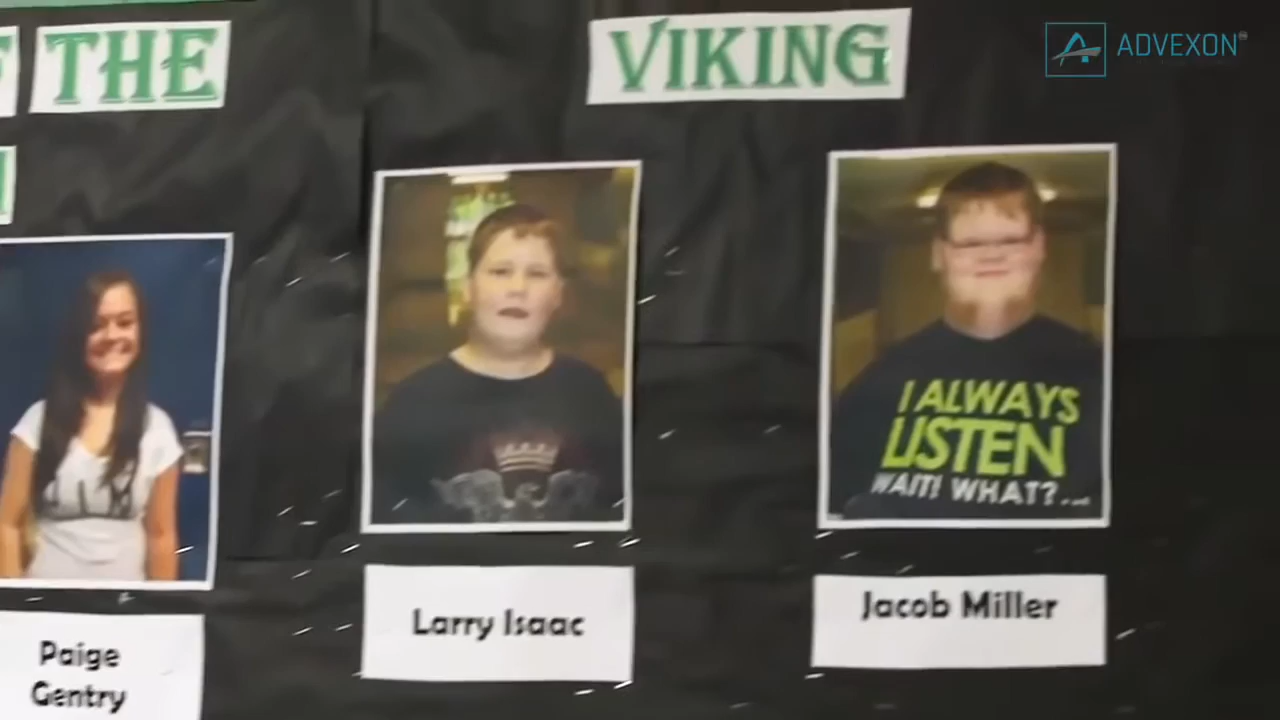 THE
VIKING
ADVEXON
I ALWAYS
LISTEN
WAIT! WHAT?...
Paige
Gentry
Larry Isaac
Jacob Miller